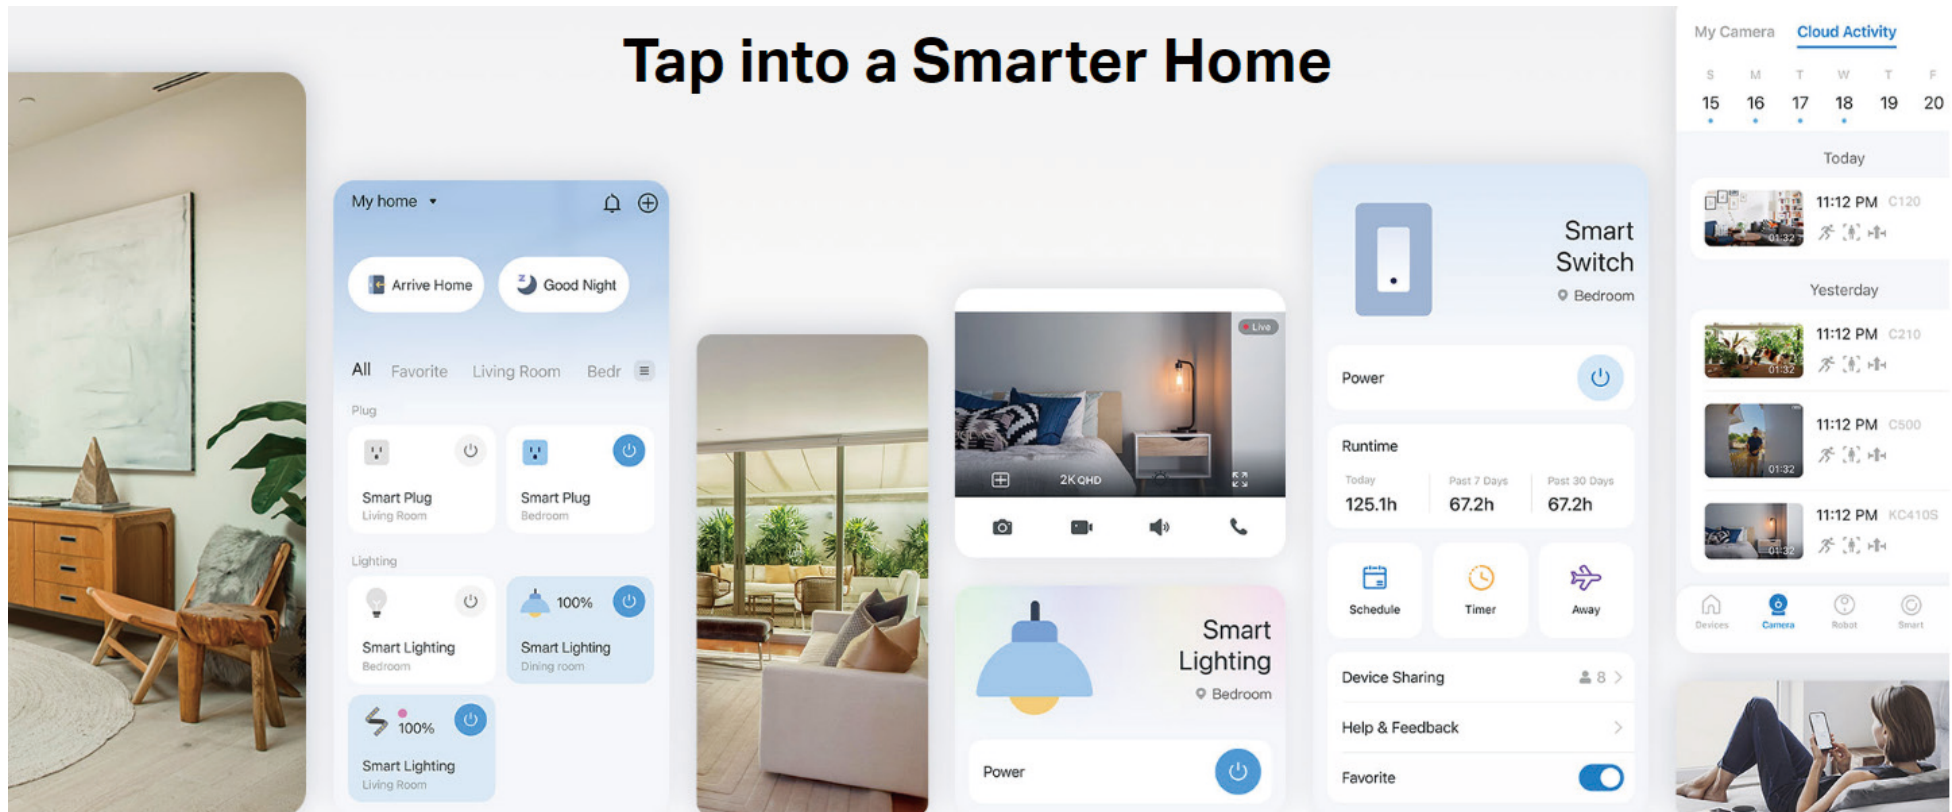 Tap into a Smarter Home
My home
Arrive Home
Good Night
All Favorite Living Room Bedr
Plug
Smart Plug
Living Room
Smart Plug
Bedroom
Lighting
Smart Lighting
Bedroom
100%
Smart Lighting
Dining room
100%
Smart Lighting
Living Room
Live
2K QHD
Smart
Lighting
Bedroom
Power
Smart
Switch
Bedroom
Power
Runtime
Today Past 7 Days Past 30 Days
125.1h 67.2h 67.2h
Schedule Timer Away
Device Sharing 8
Help & Feedback
Favorite
My Camera Cloud Activity
S M T W T F
15 16 17 18 19 20
Today
11:12 PM C120
01:32
Yesterday
11:12 PM C210
01:32
11:12 PM C500
01:32
11:12 PM KC410S
01:32
Devices Camera Robot Smart